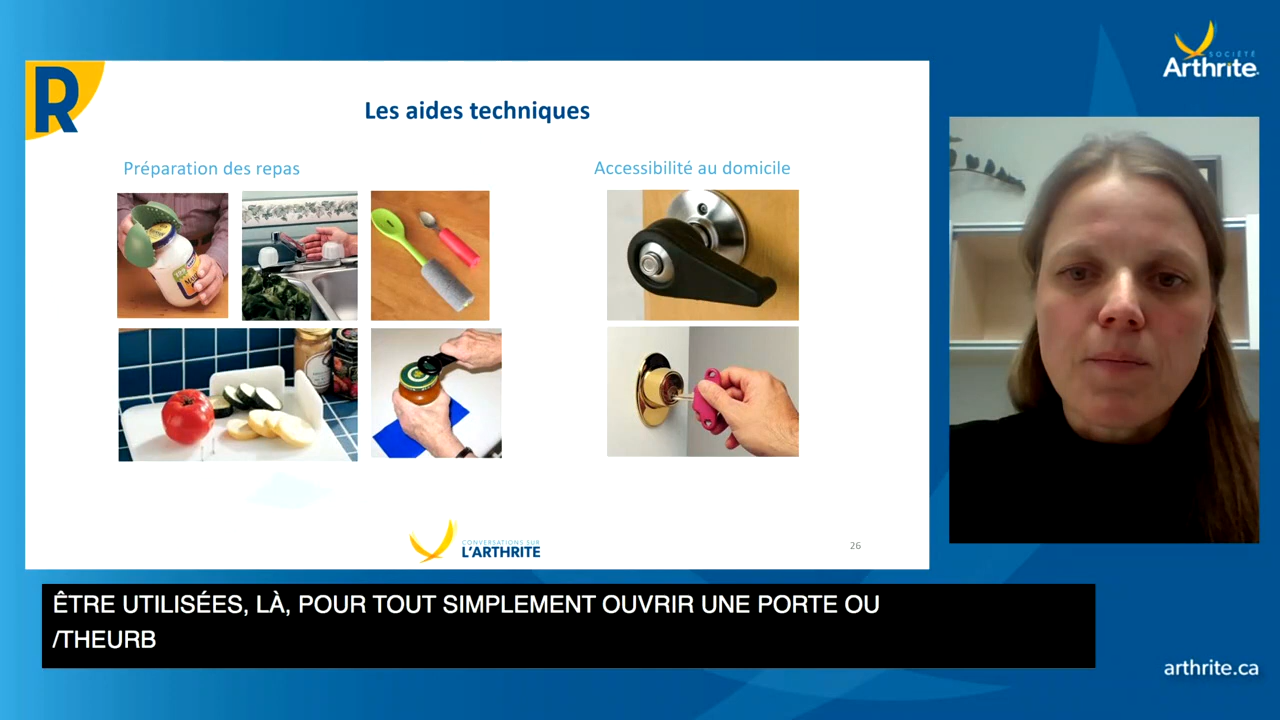 SOCIÉTÉ
Arthrite
R
Les aides techniques
Préparation des repas
Accessibilité au domicile
CONVERSATIONS SUR
L'ARTHRITE
26
ÊTRE UTILISÉES, LÀ, POUR TOUT SIMPLEMENT OUVRIR UNE PORTE OU
/THEURB
arthrite.ca